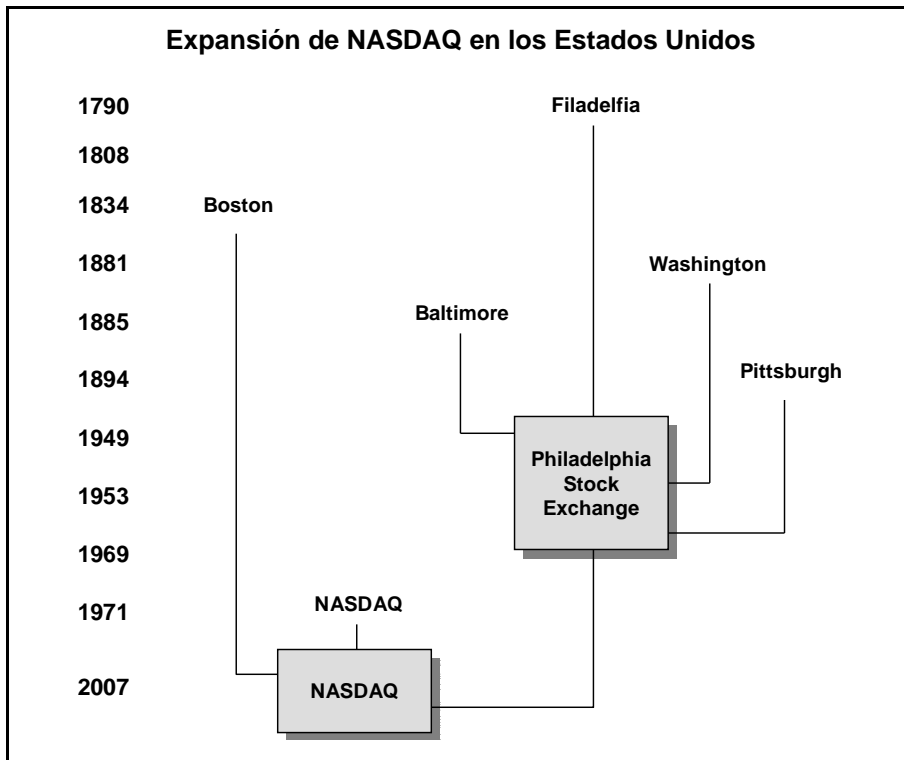 Expansión de NASDAQ en los Estados Unidos
1790 Filadelfia
1808
1834 Boston
1881 Washington
1885 Baltimore
1894 Pittsburgh
1949
Philadelphia
Stock
1953
Exchange
1969
1971 NASDAQ
2007 NASDAQ